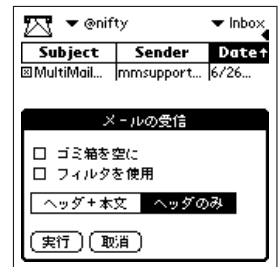 @nifty Inbox
Subject Sender Date↑
MultiMail... mmsupport... 6/26...
メールの受信
ゴミ箱を空に
フィルタを使用
ヘッダ+本文 ヘッダのみ
実行 取消